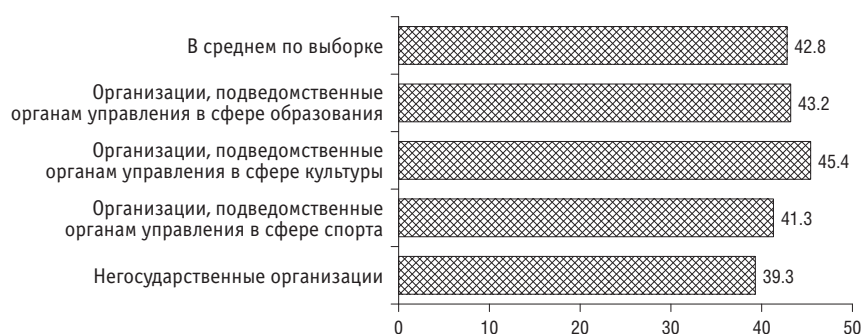 В среднем по выборке
42.8
Организации, подведомственные
органам управления в сфере образования
43.2
Организации, подведомственные
органам управления в сфере культуры
45.4
Организации, подведомственные
органам управления в сфере спорта
41.3
Негосударственные организации
39.3
0 10 20 30 40 50